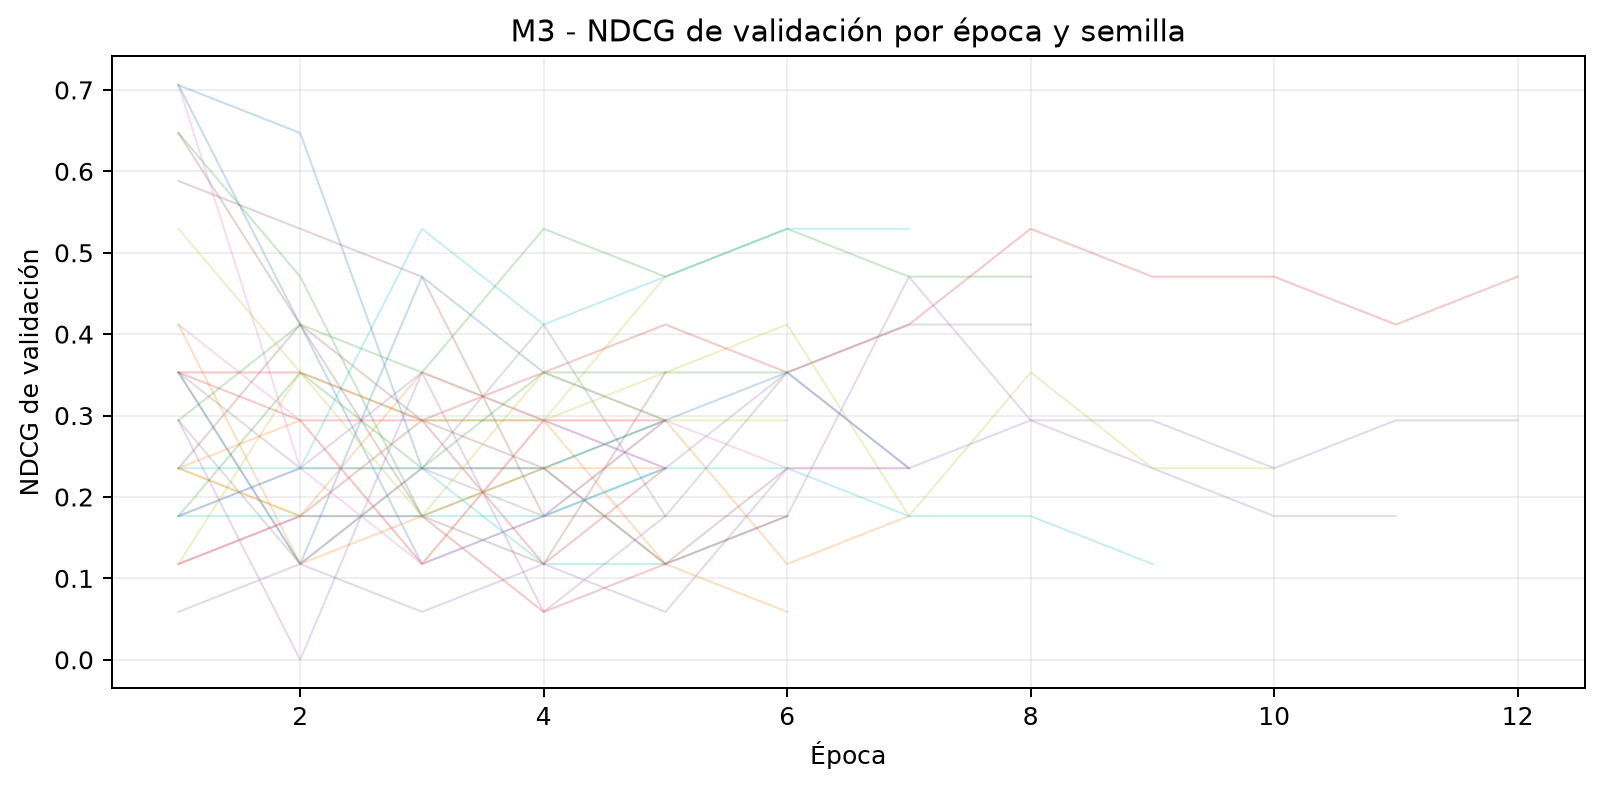 M3 - NDCG de validación por época y semilla
NDCG de validación
0.7
0.6
0.5
0.4
0.3
0.2
0.1
0.0
2 4 6 8 10 12
Época